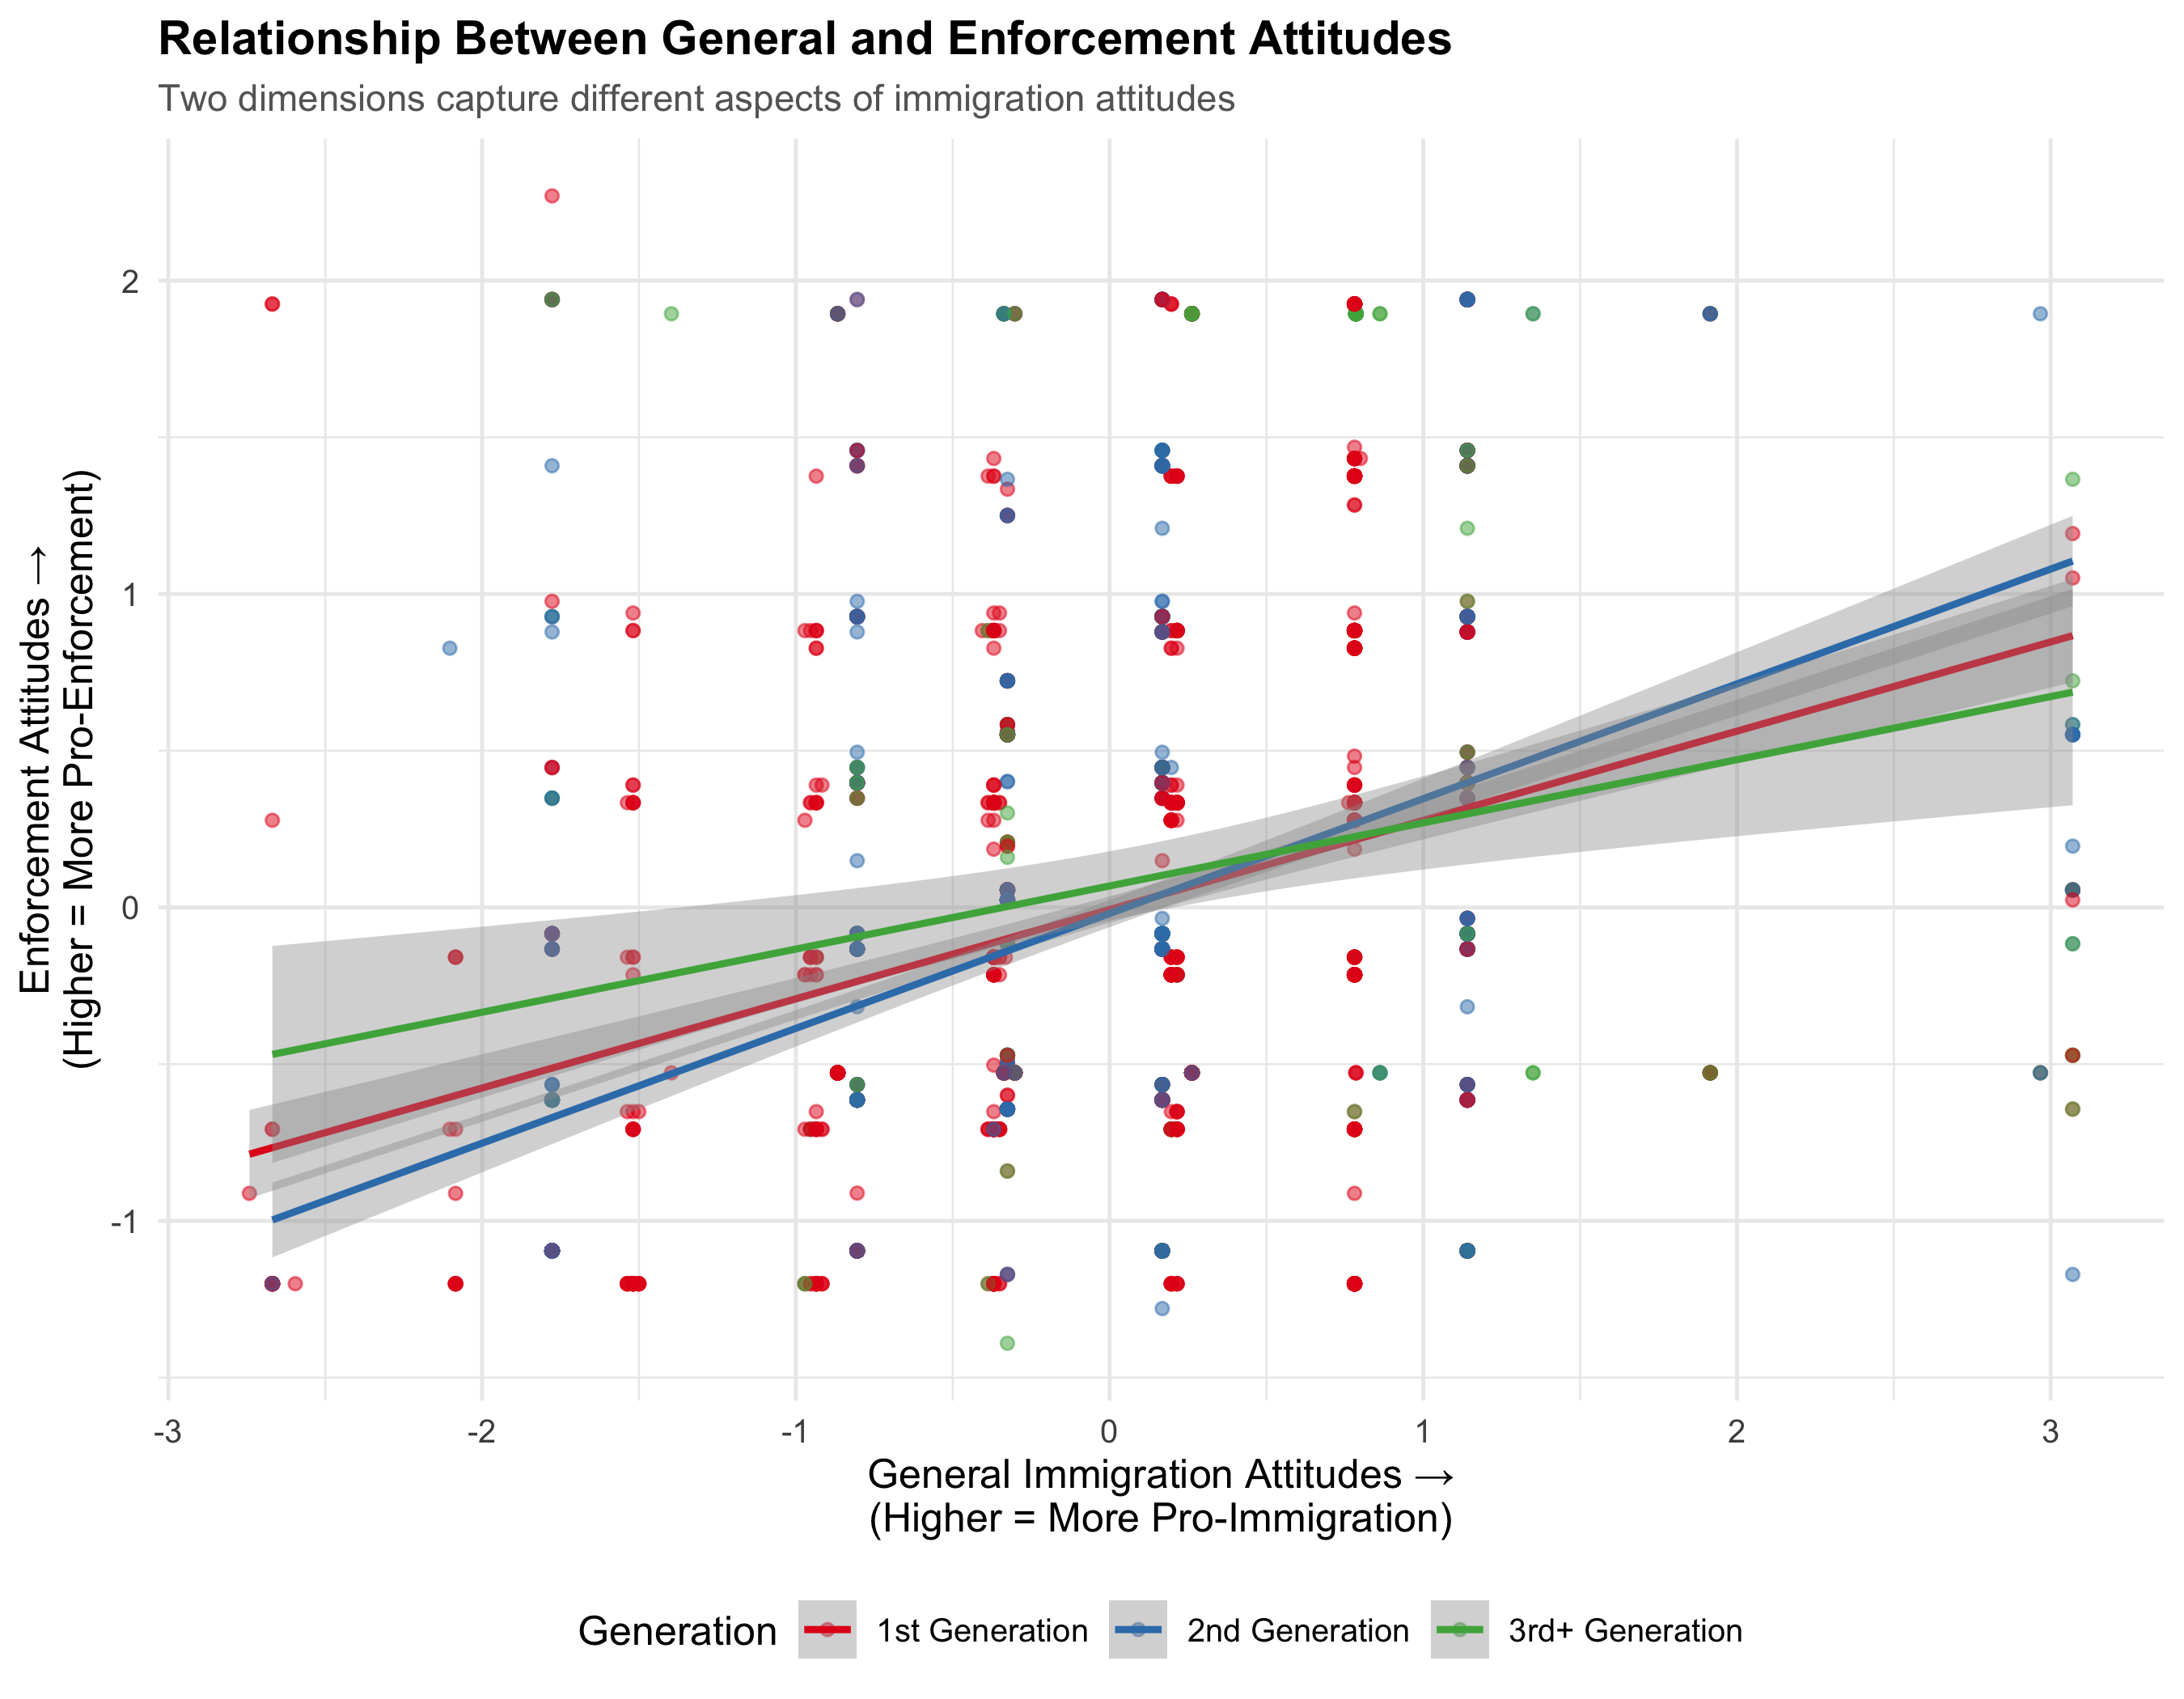 Relationship Between General and Enforcement Attitudes
Two dimensions capture different aspects of immigration attitudes
Enforcement Attitudes →
(Higher = More Pro-Enforcement)
2
1
0
-1
-3
-2
-1
0
1
2
3
General Immigration Attitudes →
(Higher = More Pro-Immigration)
Generation
1st Generation
2nd Generation
3rd+ Generation